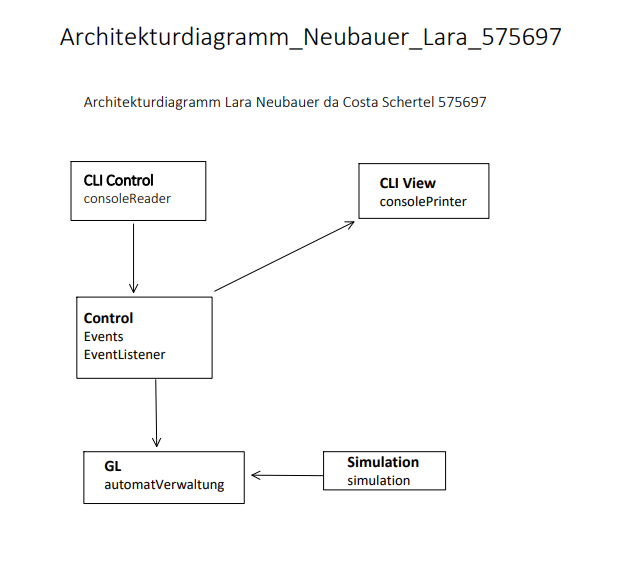 Architekturdiagramm_Neubauer_Lara_575697
Architekturdiagramm Lara Neubauer da Costa Schertel 575697
CLI Control
consoleReader
CLI View
consolePrinter
Control
Events
EventListener
GL
automatVerwaltung
Simulation
simulation